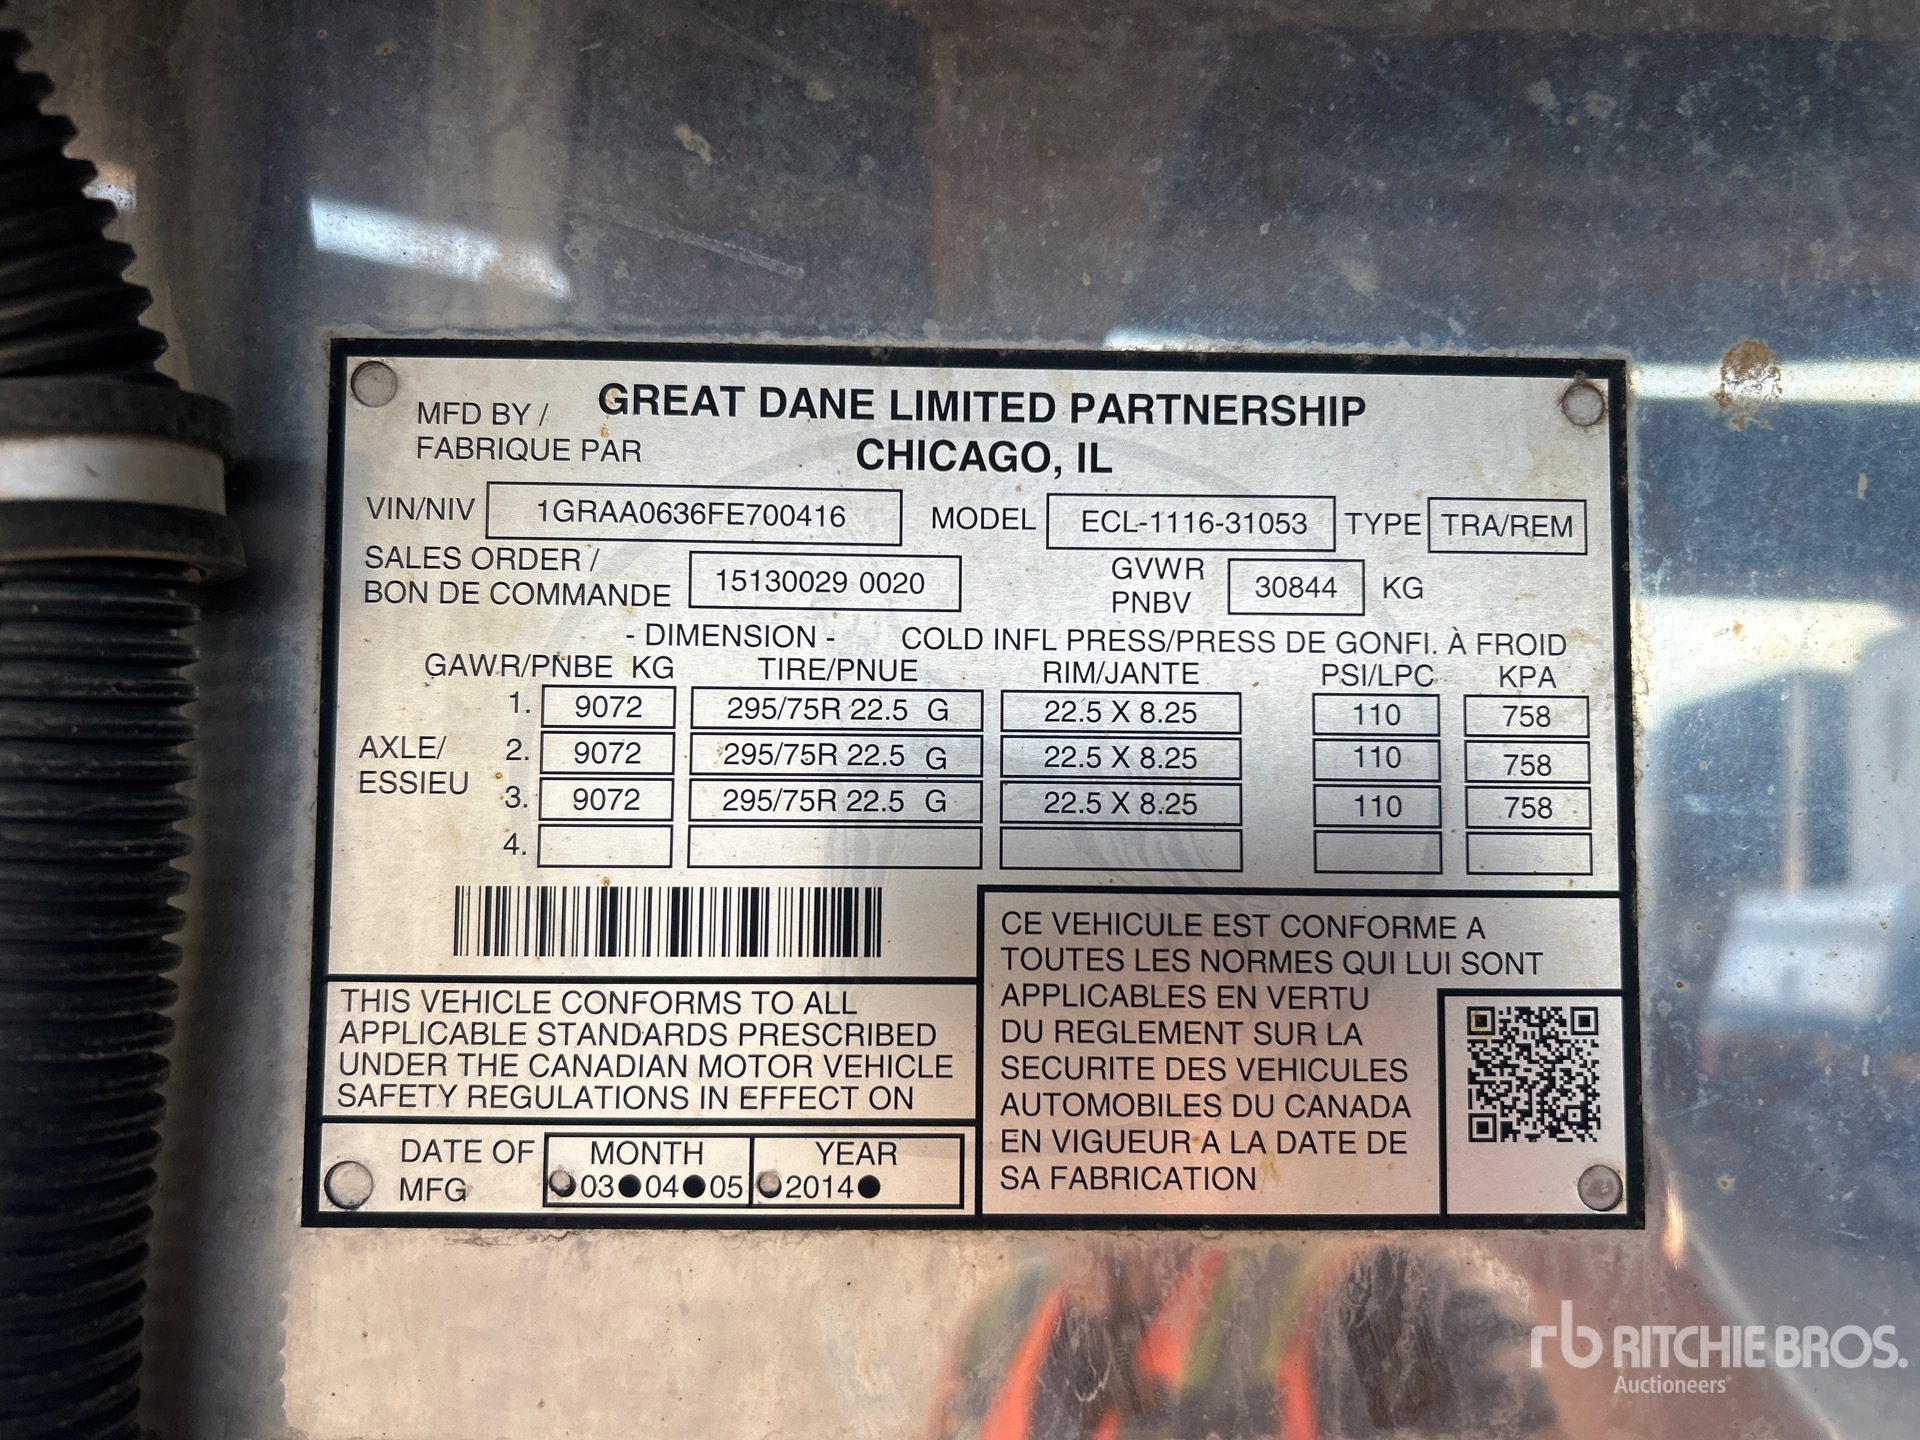 MFD BY / GREAT DANE LIMITED PARTNERSHIP
FABRIQUE PAR CHICAGO, IL
VIN/NIV 1GRAA0636FE700416 MODEL ECL-1116-31053 TYPE TRA/REM
SALES ORDER /
BON DE COMMANDE 15130029 0020 GVWR PNBV 30844 KG
- DIMENSION - COLD INFL PRESS/PRESS DE GONFI. À FROID
GAWR/PNBE KG TIRE/PNUE RIM/JANTE PSI/LPC KPA
AXLE/
ESSIEU
1. 9072 295/75R 22.5 G 22.5 X 8.25 110 758
2. 9072 295/75R 22.5 G 22.5 X 8.25 110 758
3. 9072 295/75R 22.5 G 22.5 X 8.25 110 758
4.
THIS VEHICLE CONFORMS TO ALL
APPLICABLE STANDARDS PRESCRIBED
UNDER THE CANADIAN MOTOR VEHICLE
SAFETY REGULATIONS IN EFFECT ON
DATE OF MFG
MONTH YEAR
03●04●05 2014●
CE VEHICULE EST CONFORME A
TOUTES LES NORMES QUI LUI SONT
APPLICABLES EN VERTU
DU REGLEMENT SUR LA
SECURITE DES VEHICULES
AUTOMOBILES DU CANADA
EN VIGUEUR A LA DATE DE
SA FABRICATION
rb RITCHIE BROS.
Auctioneers